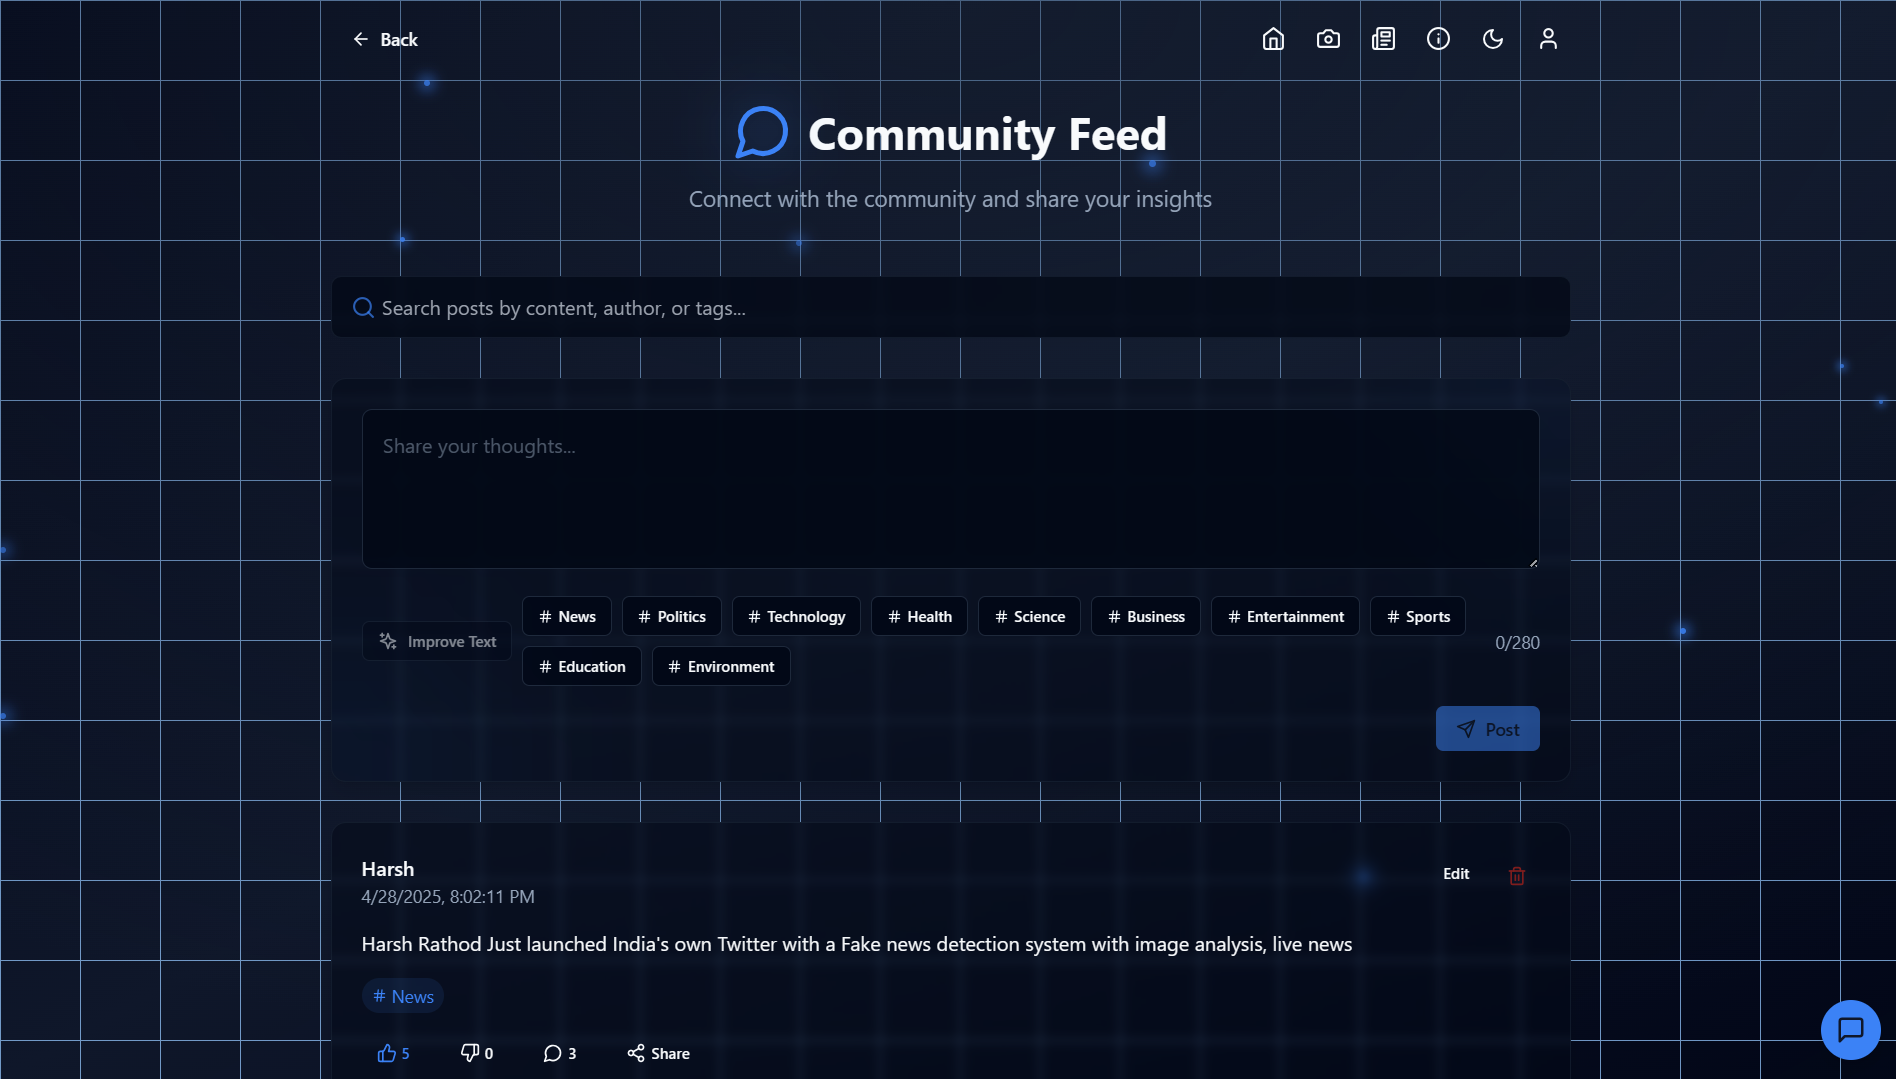 Back
Community Feed
Connect with the community and share your insights
Search posts by content, author, or tags...
Share your thoughts...
Improve Text
# News # Politics # Technology # Health # Science # Business # Entertainment # Sports
# Education # Environment
0/280
Post
Harsh
Edit
4/28/2025, 8:02:11 PM
Harsh Rathod Just launched India's own Twitter with a Fake news detection system with image analysis, live news
# News
5 0 3 Share